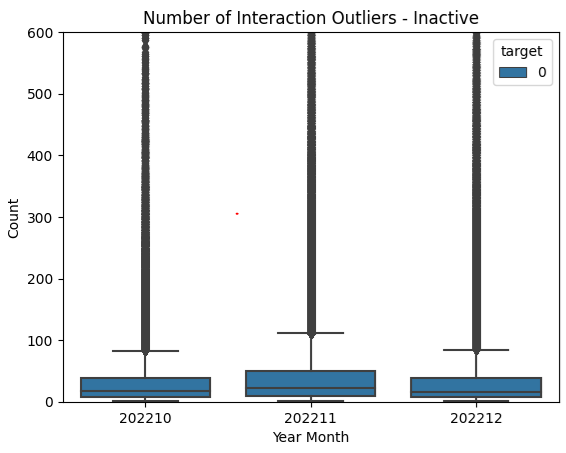 Number of Interaction Outliers - Inactive
target
0
600
500
400
300
200
100
0
Count
202210
202211
202212
Year Month